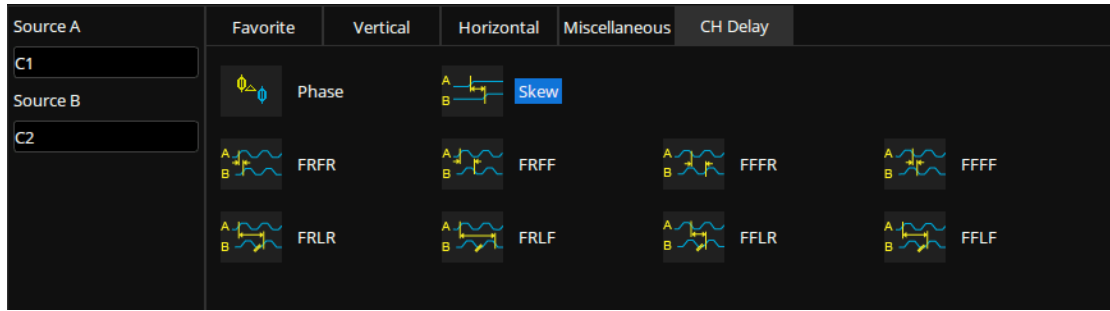 Source A
C1
Source B
C2
Favorite Vertical Horizontal Miscellaneous CH Delay
Phase A B Skew
A B FRFR A B FRFF A B FFFR A B FFFF
A B FRLR A B FRLF A B FFLR A B FFLF